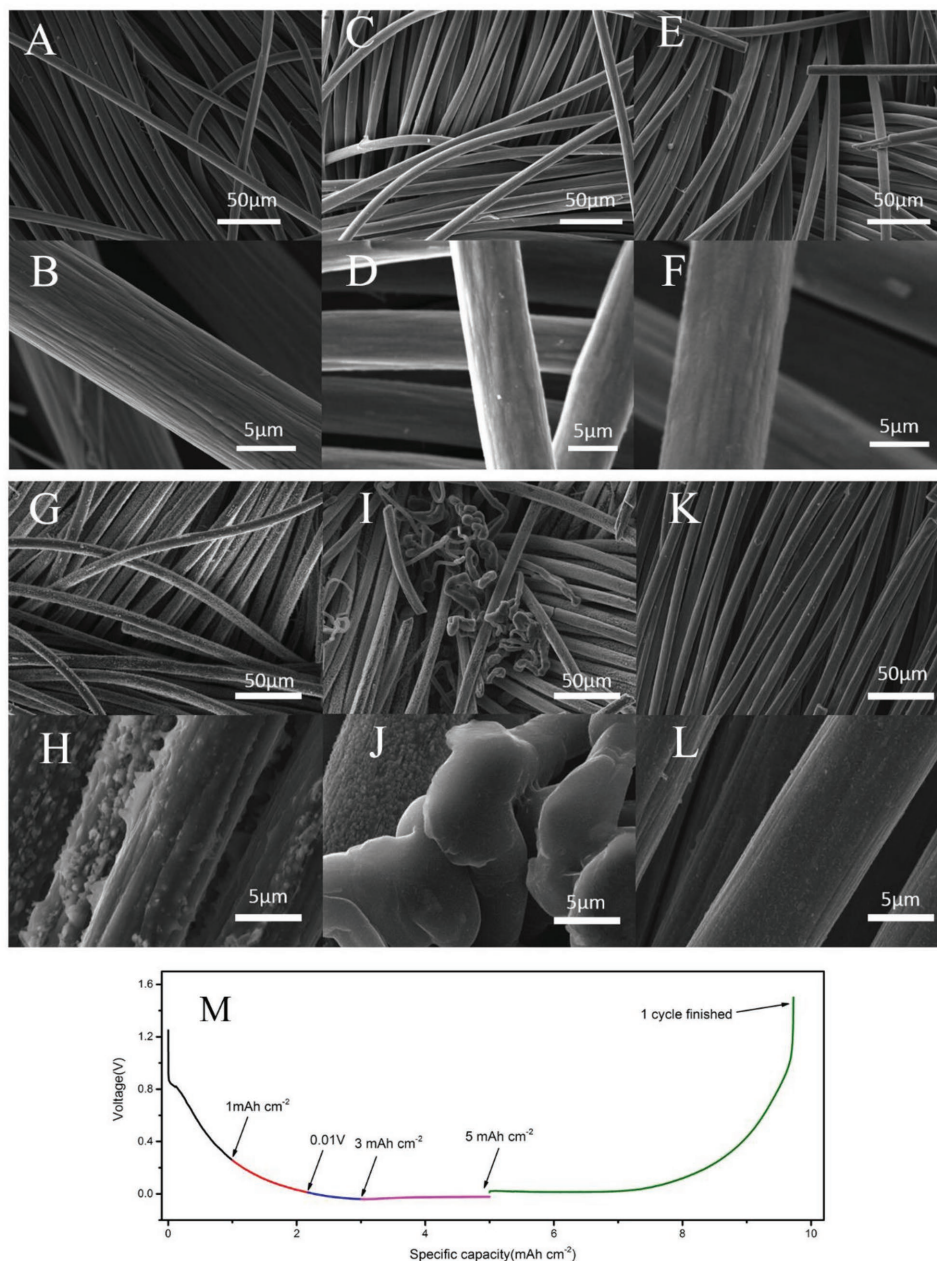 A
C
E
50μm
50μm
50μm
B
D
F
5μm
5μm
5μm
G
I
K
50μm
50μm
50μm
H
J
L
5μm
5μm
5μm
M
1 cycle finished
1mAh cm-2
0.01V
3 mAh cm-2
5 mAh cm-2
1.6
1.2
0.8
0.4
0.0
Voltage(V)
0 2 4 6 8 10
Specific capacity(mAh cm-2)